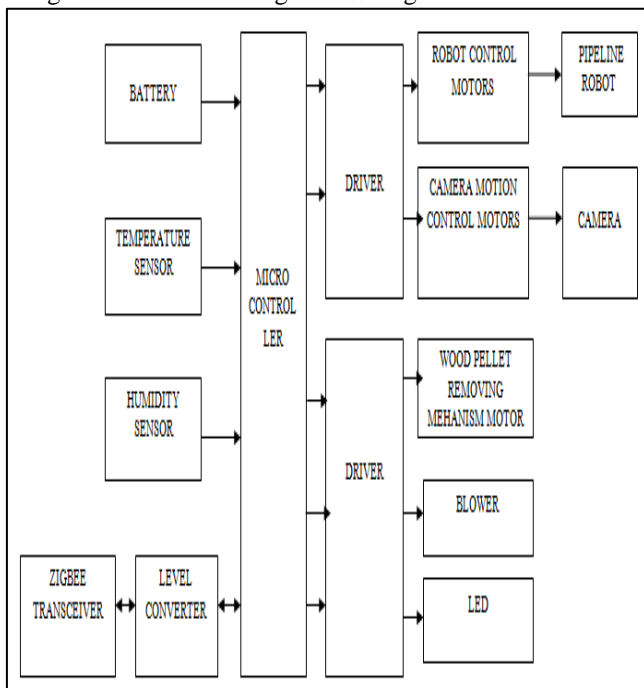 BATTERY
TEMPERATURE
SENSOR
HUMIDITY
SENSOR
ZIGBEE
TRANSCEIVER
LEVEL
CONVERTER
MICRO
CONTROL
LER
DRIVER
ROBOT CONTROL
MOTORS
PIPELINE
ROBOT
CAMERA MOTION
CONTROL MOTORS
CAMERA
DRIVER
WOOD PELLET
REMOVING
MEHANISM MOTOR
BLOWER
LED